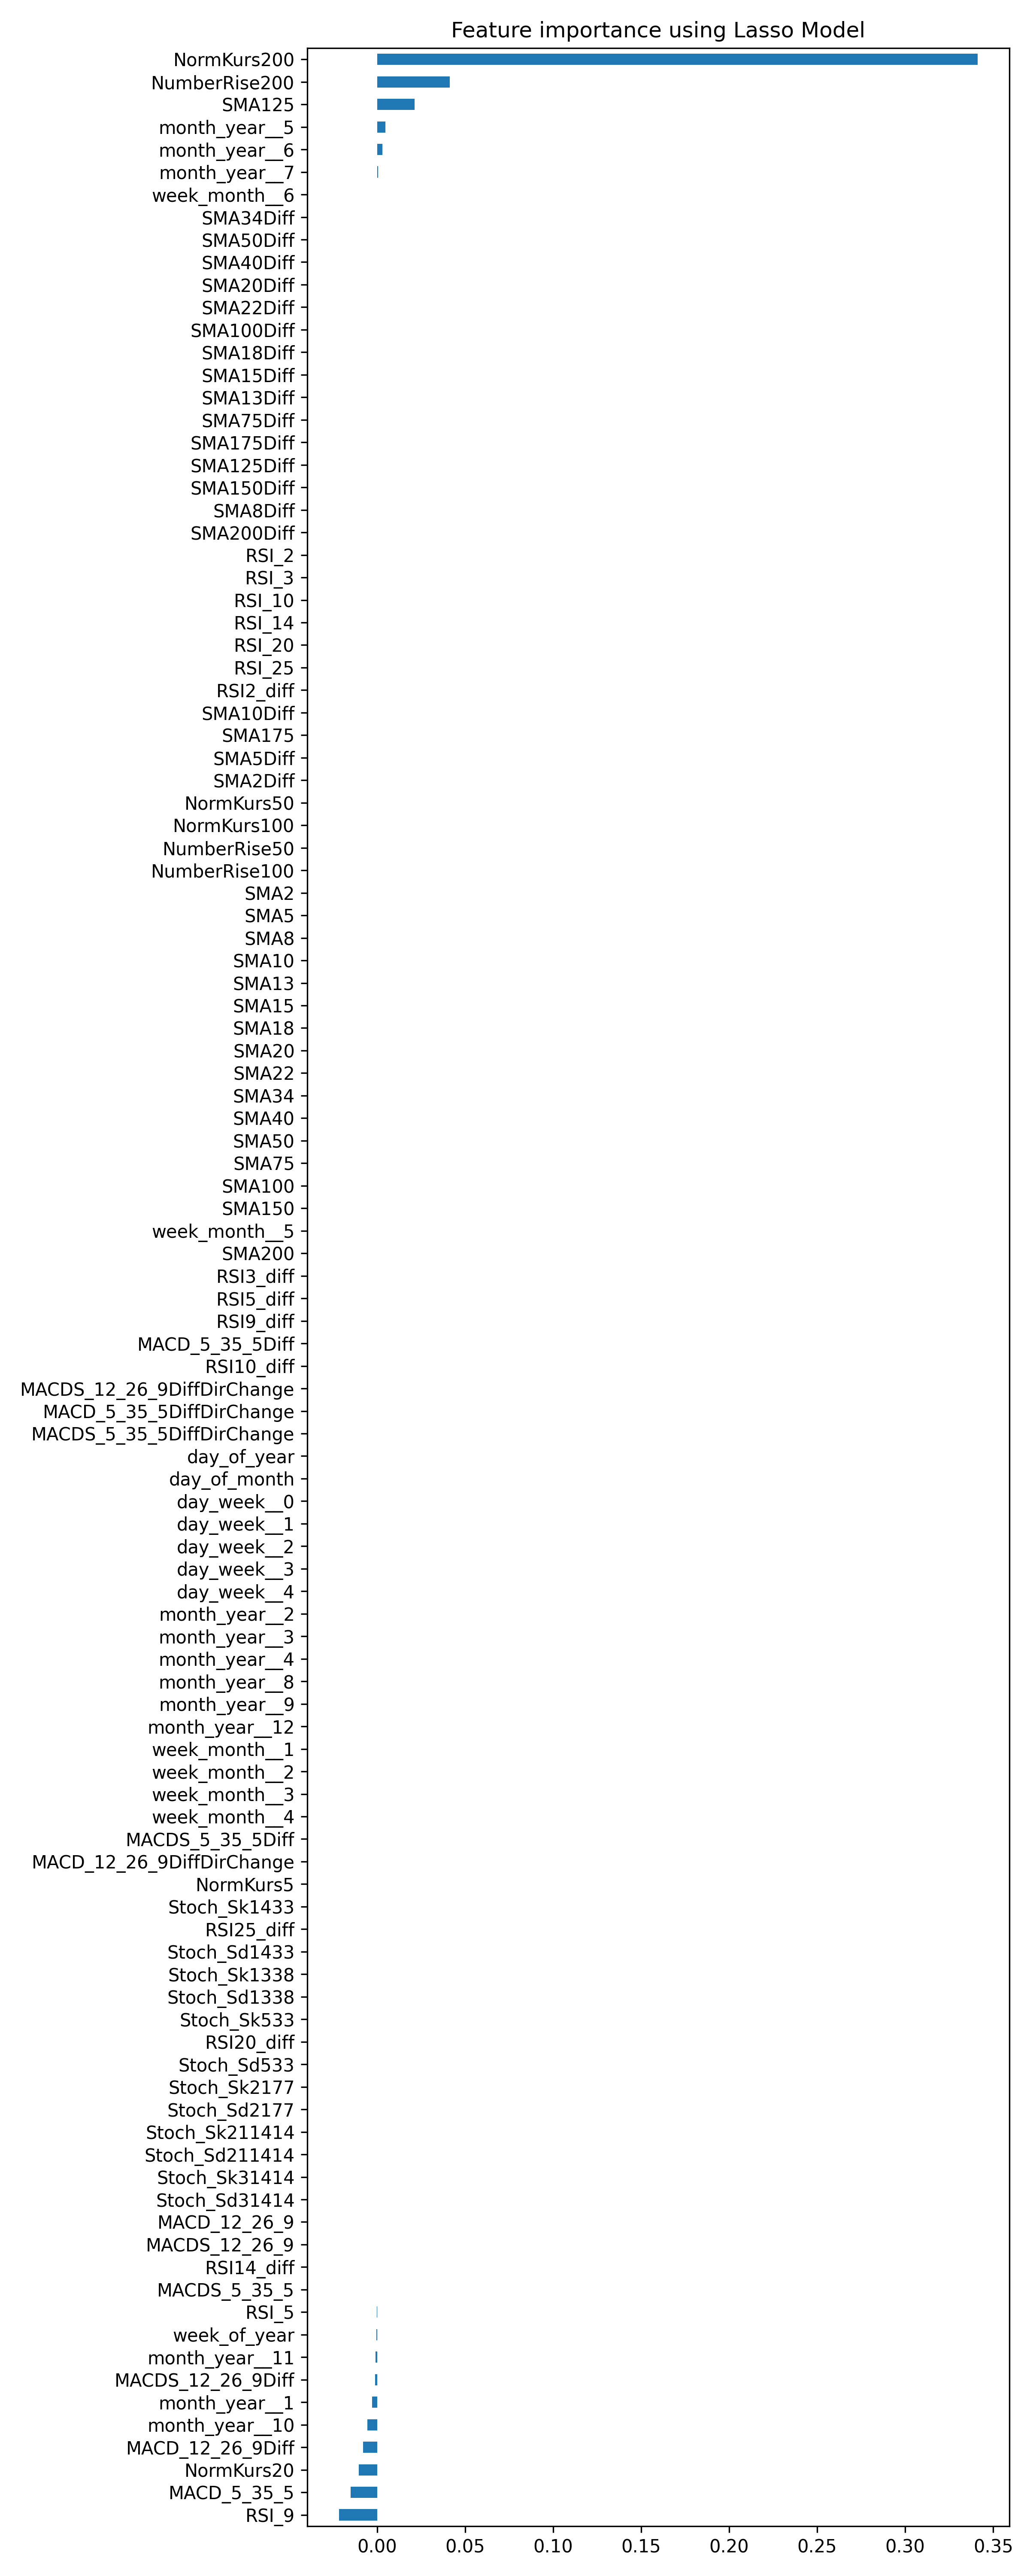 Feature importance using Lasso Model
NormKurs200
NumberRise200
SMA125
month_year__5
month_year__6
month_year__7
week_month__6
SMA34Diff
SMA50Diff
SMA40Diff
SMA20Diff
SMA22Diff
SMA100Diff
SMA18Diff
SMA15Diff
SMA13Diff
SMA75Diff
SMA175Diff
SMA125Diff
SMA150Diff
SMA8Diff
SMA200Diff
RSI_2
RSI_3
RSI_10
RSI_14
RSI_20
RSI_25
RSI2_diff
SMA10Diff
SMA175
SMA5Diff
SMA2Diff
NormKurs50
NormKurs100
NumberRise50
NumberRise100
SMA2
SMA5
SMA8
SMA10
SMA13
SMA15
SMA18
SMA20
SMA22
SMA34
SMA40
SMA50
SMA75
SMA100
SMA150
week_month__5
SMA200
RSI3_diff
RSI5_diff
RSI9_diff
MACD_5_35_5Diff
RSI10_diff
MACDS_12_26_9DiffDirChange
MACD_5_35_5DiffDirChange
MACDS_5_35_5DiffDirChange
day_of_year
day_of_month
day_week__0
day_week__1
day_week__2
day_week__3
day_week__4
month_year__2
month_year__3
month_year__4
month_year__8
month_year__9
month_year__12
week_month__1
week_month__2
week_month__3
week_month__4
MACDS_5_35_5Diff
MACD_12_26_9DiffDirChange
NormKurs5
Stoch_Sk1433
RSI25_diff
Stoch_Sd1433
Stoch_Sk1338
Stoch_Sd1338
Stoch_Sk533
RSI20_diff
Stoch_Sd533
Stoch_Sk2177
Stoch_Sd2177
Stoch_Sk211414
Stoch_Sd211414
Stoch_Sk31414
Stoch_Sd31414
MACD_12_26_9
MACDS_12_26_9
RSI14_diff
MACDS_5_35_5
RSI_5
week_of_year
month_year__11
MACDS_12_26_9Diff
month_year__1
month_year__10
MACD_12_26_9Diff
NormKurs20
MACD_5_35_5
RSI_9
0.00 0.05 0.10 0.15 0.20 0.25 0.30 0.35